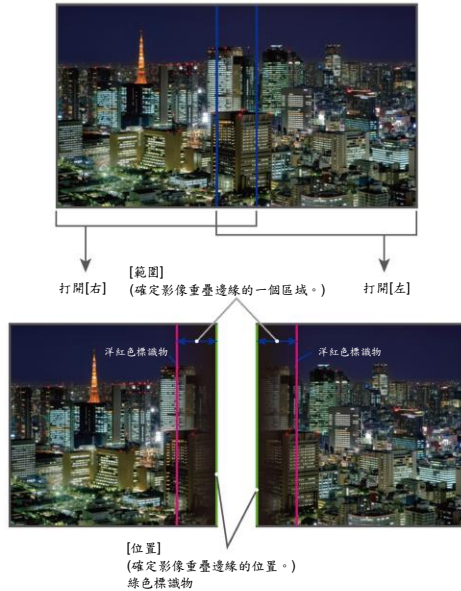 打開[右]
[範圍]
(確定影像重疊邊緣的一個區域。)
打開[左]
洋紅色標識物
洋紅色標識物
[位置]
(確定影像重疊邊緣的位置。)
綠色標識物